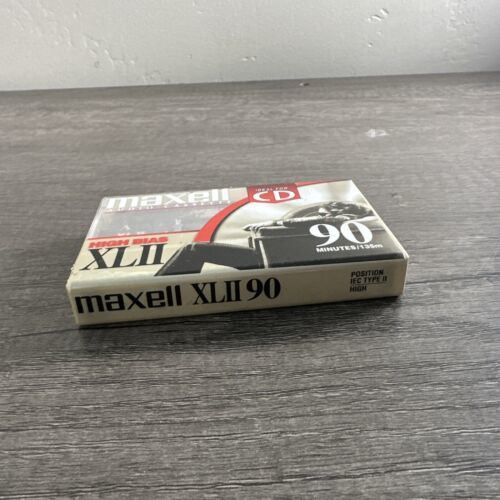 maxell
IDEAL FOR
CD
HIGH BIAS
XLII
90
MINUTES/135m
maxell XLII 90
POSITION
IEC TYPE II
HIGH